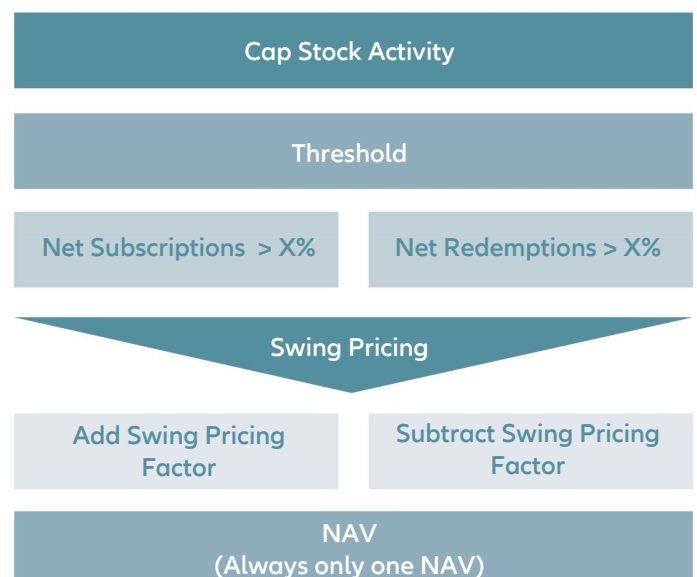 Cap Stock Activity
Threshold
Net Subscriptions > X%
Net Redemptions > X%
Swing Pricing
Add Swing Pricing
Factor
Subtract Swing Pricing
Factor
NAV
(Always only one NAV)